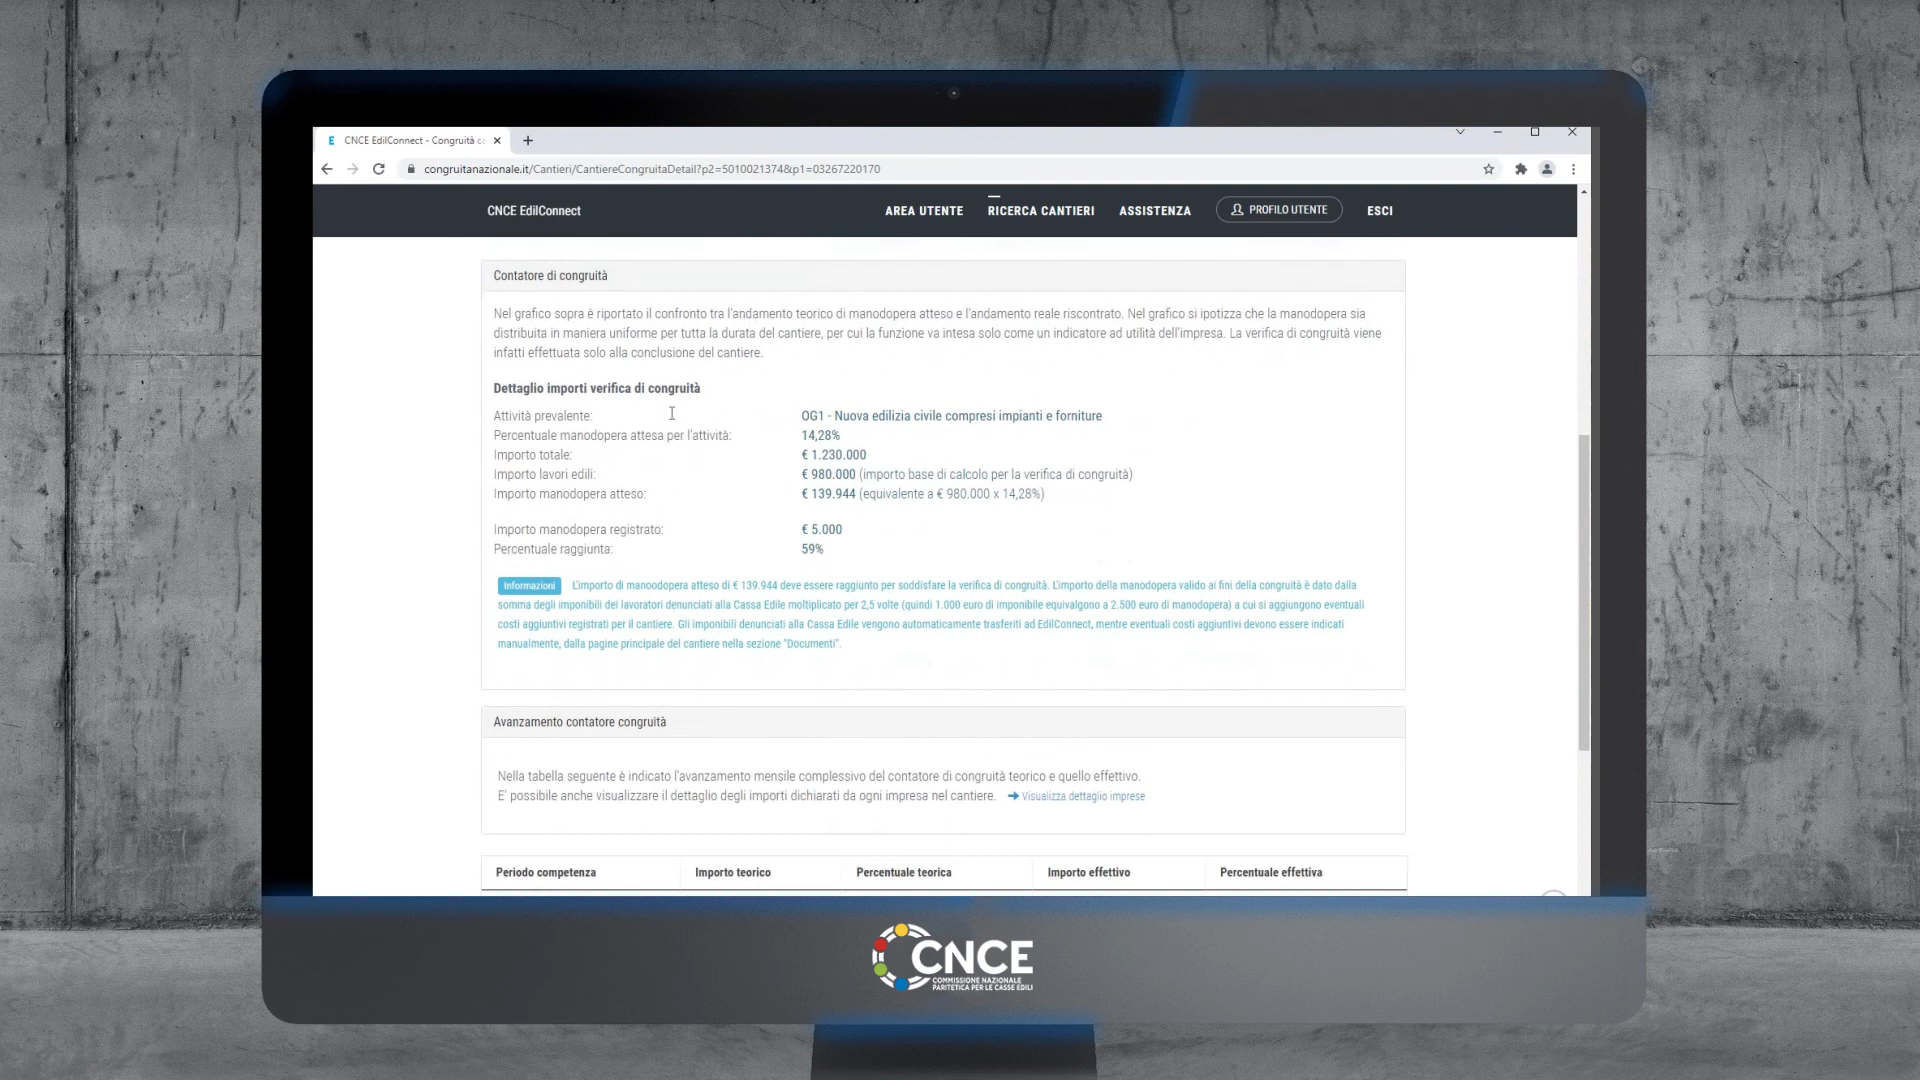 E CNCE EdilConnect - Congruità ca
congruitanazionale.it/Cantieri/CantiereCongruitaDetail?p2=5010021374&p1=03267220170
CNCE EdilConnect AREA UTENTE RICERCA CANTIERI ASSISTENZA PROFILO UTENTE ESCI
Contatore di congruità
Nel grafico sopra è riportato il confronto tra l'andamento teorico di manodopera atteso e l'andamento reale riscontrato. Nel grafico si ipotizza che la manodopera sia
distribuita in maniera uniforme per tutta la durata del cantiere, per cui la funzione va intesa solo come un indicatore ad utilità dell'impresa. La verifica di congruità viene
infatti effettuata solo alla conclusione del cantiere.
Dettaglio importi verifica di congruità
Attività prevalente: OG1 - Nuova edilizia civile compresi impianti e forniture
Percentuale manodopera attesa per l'attività: 14,28%
Importo totale: € 1.230.000
Importo lavori edili: € 980.000 (importo base di calcolo per la verifica di congruità)
Importo manodopera atteso: € 139.944 (equivalente a € 980.000 x 14,28%)
Importo manodopera registrato: € 5.000
Percentuale raggiunta: 59%
Informazioni L'importo di manoodopera atteso di € 139.944 deve essere raggiunto per soddisfare la verifica di congruità. L'importo della manodopera valido ai fini della congruità è dato dalla
somma degli imponibili dei lavoratori denunciati alla Cassa Edile moltiplicato per 2,5 volte (quindi 1.000 euro di imponibile equivalgono a 2.500 euro di manodopera) a cui si aggiungono eventuali
costi aggiuntivi registrati per il cantiere. Gli imponibili denunciati alla Cassa Edile vengono automaticamente trasferiti ad EdilConnect, mentre eventuali costi aggiuntivi devono essere indicati
manualmente, dalla pagine principale del cantiere nella sezione "Documenti".
Avanzamento contatore congruità
Nella tabella seguente è indicato l'avanzamento mensile complessivo del contatore di congruità teorico e quello effettivo.
E' possibile anche visualizzare il dettaglio degli importi dichiarati da ogni impresa nel cantiere. Visualizza dettaglio imprese
Periodo competenza Importo teorico Percentuale teorica Importo effettivo Percentuale effettiva
CNCE
COMMISSIONE NAZIONALE
PARITETICA PER LE CASSE EDILI